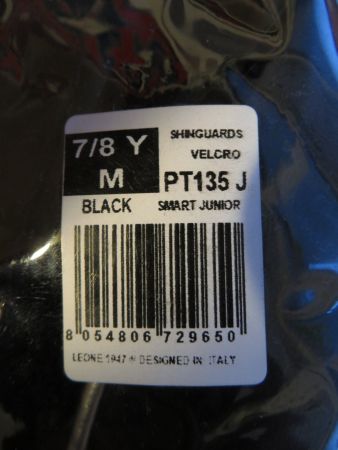 7/8 Y
M
BLACK
SHINGUARDS
VELCRO
PT135 J
SMART JUNIOR
8 054806 729650
LEONE 1947 ® DESIGNED IN ITALY